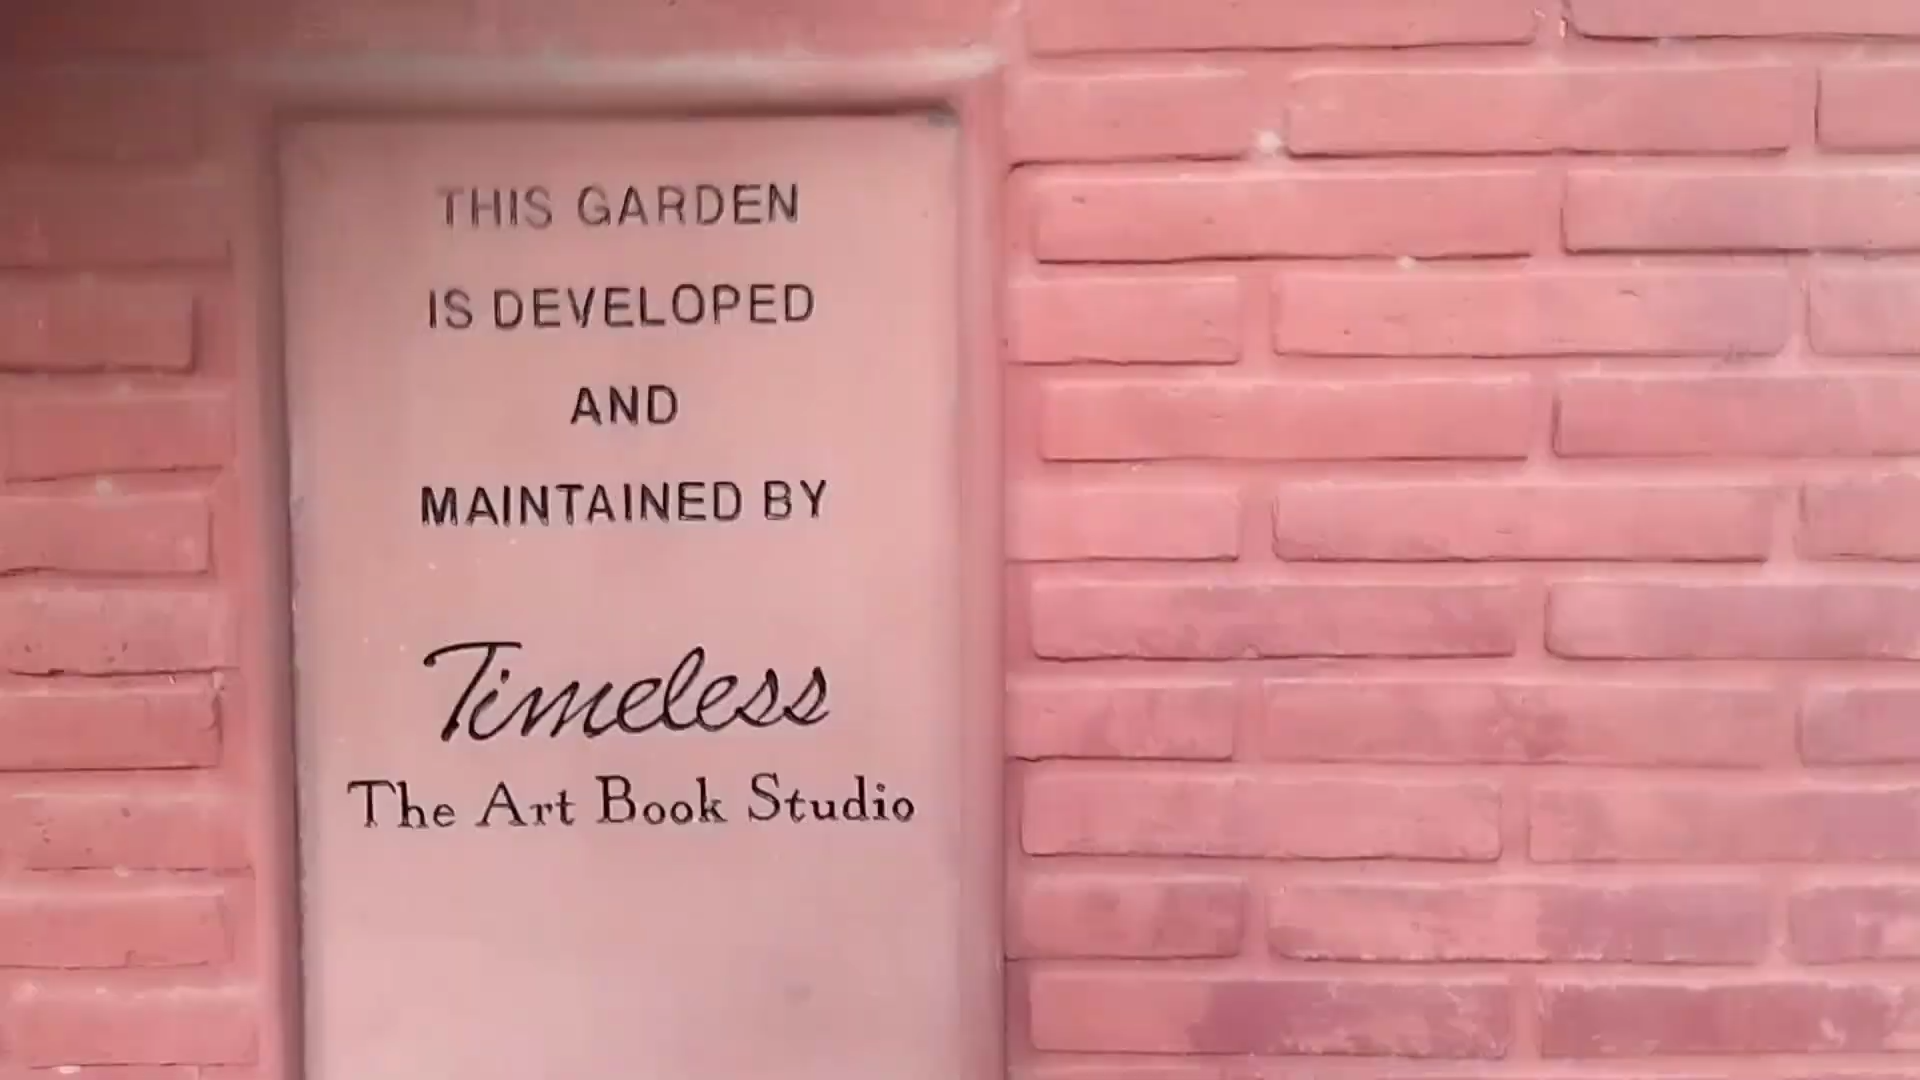 THIS GARDEN
IS DEVELOPED
AND
MAINTAINED BY
Timeless
The Art Book Studio